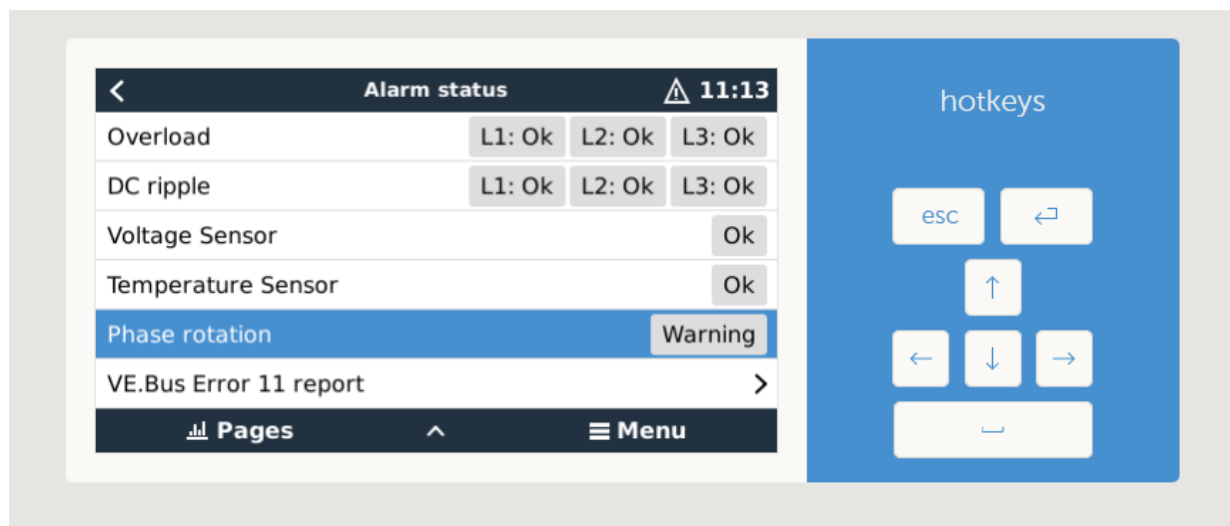 Alarm status 11:13
Overload L1: Ok L2: Ok L3: Ok
DC ripple L1: Ok L2: Ok L3: Ok
Voltage Sensor Ok
Temperature Sensor Ok
Phase rotation Warning
VE.Bus Error 11 report
Pages Menu
hotkeys
esc